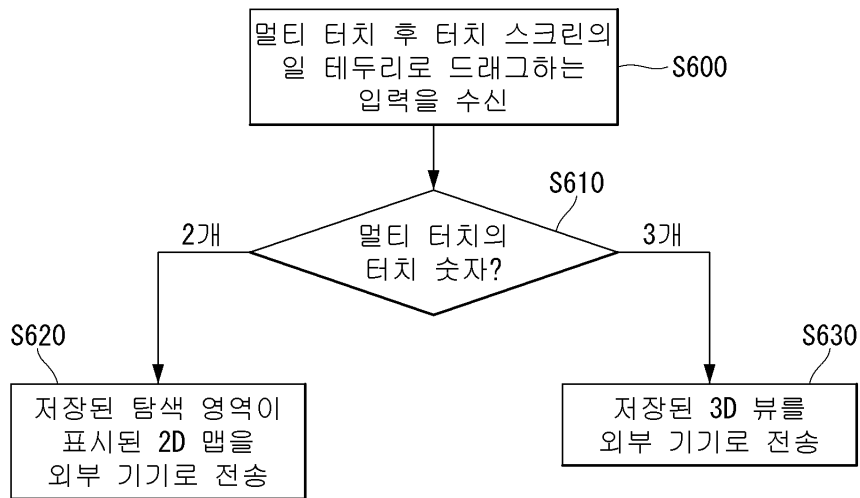 멀티 터치 후 터치 스크린의
일 테두리로 드래그하는
입력을 수신
S600
S610
멀티 터치의
터치 숫자?
2개
3개
S620
저장된 탐색 영역이
표시된 2D 맵을
외부 기기로 전송
S630
저장된 3D 뷰를
외부 기기로 전송